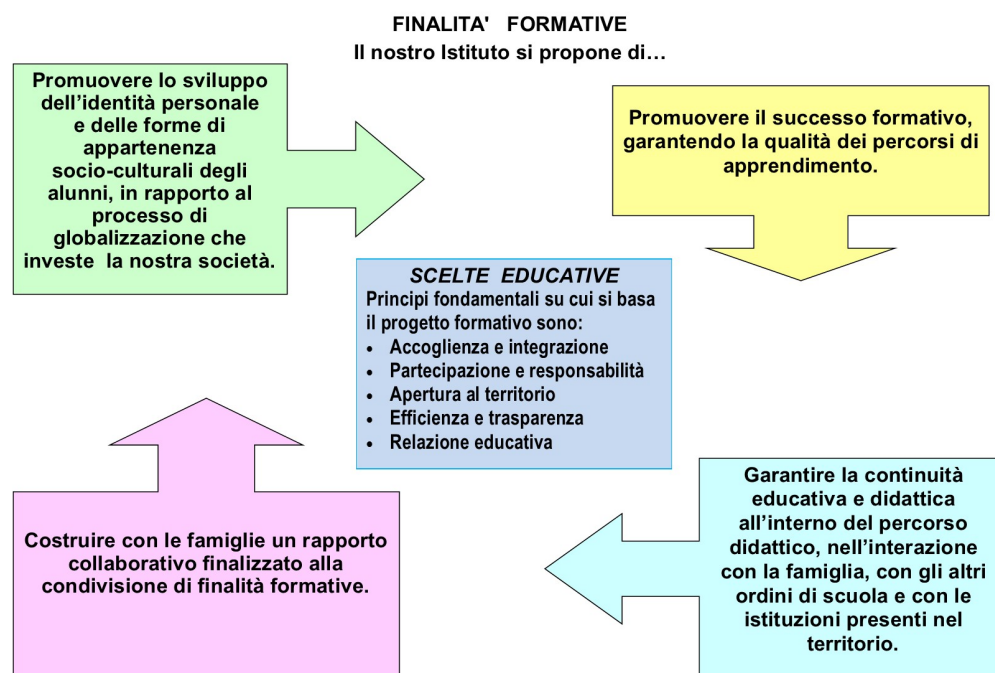 FINALITA' FORMATIVE
Il nostro Istituto si propone di…
Promuovere lo sviluppo
dell'identità personale
e delle forme di
appartenenza
socio-culturali degli
alunni, in rapporto al
processo di
globalizzazione che
investe la nostra società.
Promuovere il successo formativo,
garantendo la qualità dei percorsi di
apprendimento.
SCELTE EDUCATIVE
Principi fondamentali su cui si basa
il progetto formativo sono:
• Accoglienza e integrazione
• Partecipazione e responsabilità
• Apertura al territorio
• Efficienza e trasparenza
• Relazione educativa
Costruire con le famiglie un rapporto
collaborativo finalizzato alla
condivisione di finalità formative.
Garantire la continuità
educativa e didattica
all'interno del percorso
didattico, nell'interazione
con la famiglia, con gli altri
ordini di scuola e con le
istituzioni presenti nel
territorio.